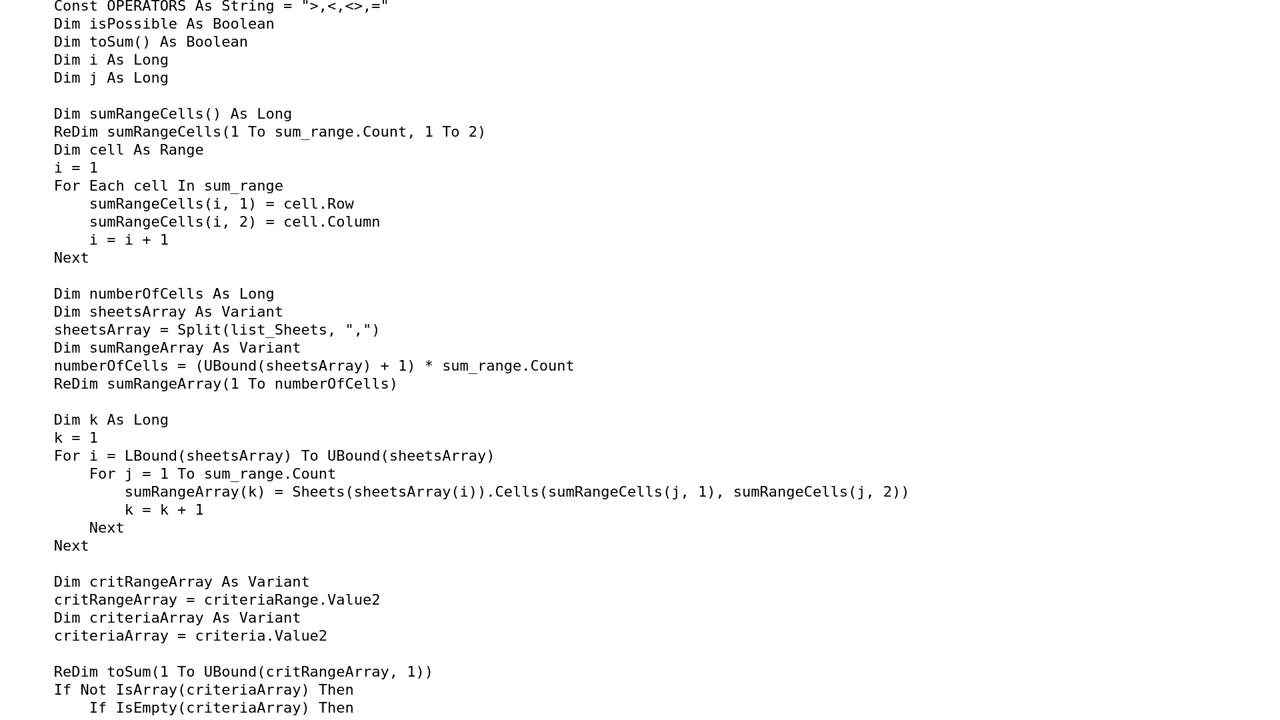 Const OPERATORS As String = ">,<,<>,="
Dim isPossible As Boolean
Dim toSum() As Boolean
Dim i As Long
Dim j As Long

Dim sumRangeCells() As Long
ReDim sumRangeCells(1 To sum_range.Count, 1 To 2)
Dim cell As Range
i = 1
For Each cell In sum_range
    sumRangeCells(i, 1) = cell.Row
    sumRangeCells(i, 2) = cell.Column
    i = i + 1
Next

Dim numberOfCells As Long
Dim sheetsArray As Variant
sheetsArray = Split(list_Sheets, ",")
Dim sumRangeArray As Variant
numberOfCells = (UBound(sheetsArray) + 1) * sum_range.Count
ReDim sumRangeArray(1 To numberOfCells)

Dim k As Long
k = 1
For i = LBound(sheetsArray) To UBound(sheetsArray)
    For j = 1 To sum_range.Count
        sumRangeArray(k) = Sheets(sheetsArray(i)).Cells(sumRangeCells(j, 1), sumRangeCells(j, 2))
        k = k + 1
    Next
Next

Dim critRangeArray As Variant
critRangeArray = criteriaRange.Value2
Dim criteriaArray As Variant
criteriaArray = criteria.Value2

ReDim toSum(1 To UBound(critRangeArray, 1))
If Not IsArray(criteriaArray) Then
    If IsEmpty(criteriaArray) Then